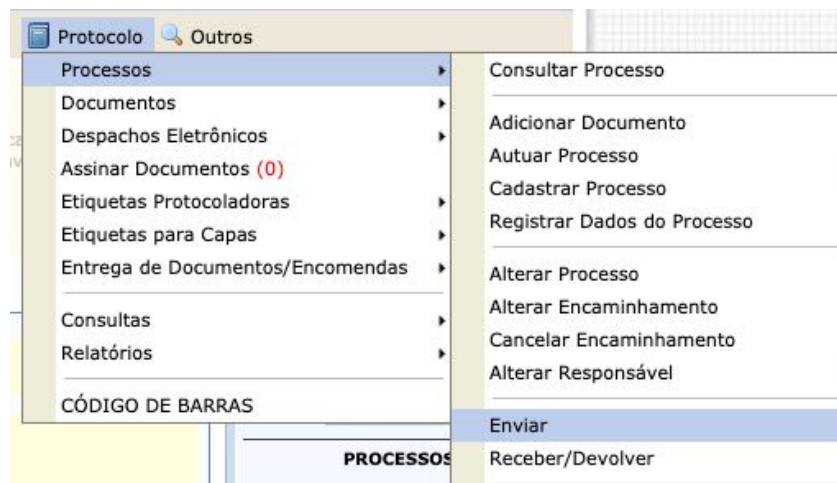 Protocolo Outros
Processos
Documentos
Despachos Eletrônicos
Assinar Documentos (0)
Etiquetas Protocoladoras
Etiquetas para Capas
Entrega de Documentos/Encomendas
Consultas
Relatórios
CÓDIGO DE BARRAS
Consultar Processo
Adicionar Documento
Autuar Processo
Cadastrar Processo
Registrar Dados do Processo
Alterar Processo
Alterar Encaminhamento
Cancelar Encaminhamento
Alterar Responsável
Enviar
Receber/Devolver
PROCESSOS